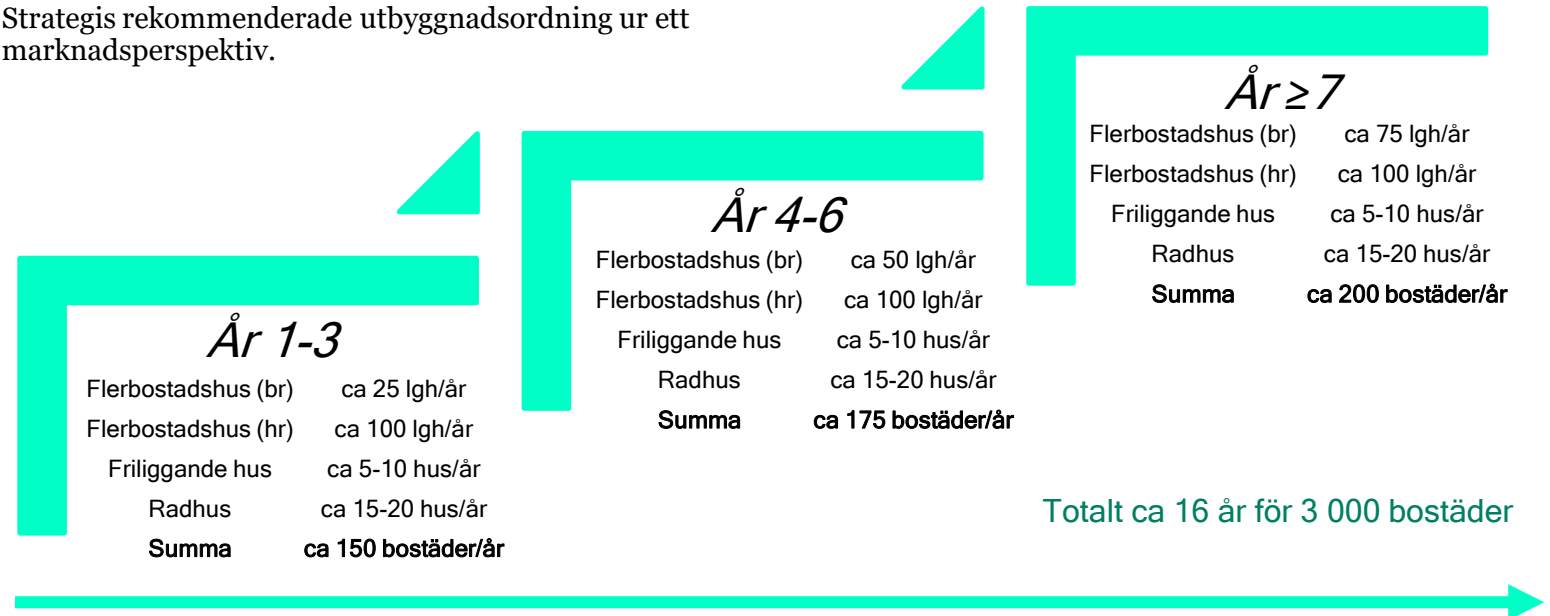 Strategis rekommenderade utbyggnadsordning ur ett
marknadsperspektiv.
År 1-3
Flerbostadshus (br) ca 25 lgh/år
Flerbostadshus (hr) ca 100 lgh/år
Friliggande hus ca 5-10 hus/år
Radhus ca 15-20 hus/år
Summa ca 150 bostäder/år
År 4-6
Flerbostadshus (br) ca 50 lgh/år
Flerbostadshus (hr) ca 100 lgh/år
Friliggande hus ca 5-10 hus/år
Radhus ca 15-20 hus/år
Summa ca 175 bostäder/år
År ≥ 7
Flerbostadshus (br) ca 75 lgh/år
Flerbostadshus (hr) ca 100 lgh/år
Friliggande hus ca 5-10 hus/år
Radhus ca 15-20 hus/år
Summa ca 200 bostäder/år
Totalt ca 16 år för 3 000 bostäder